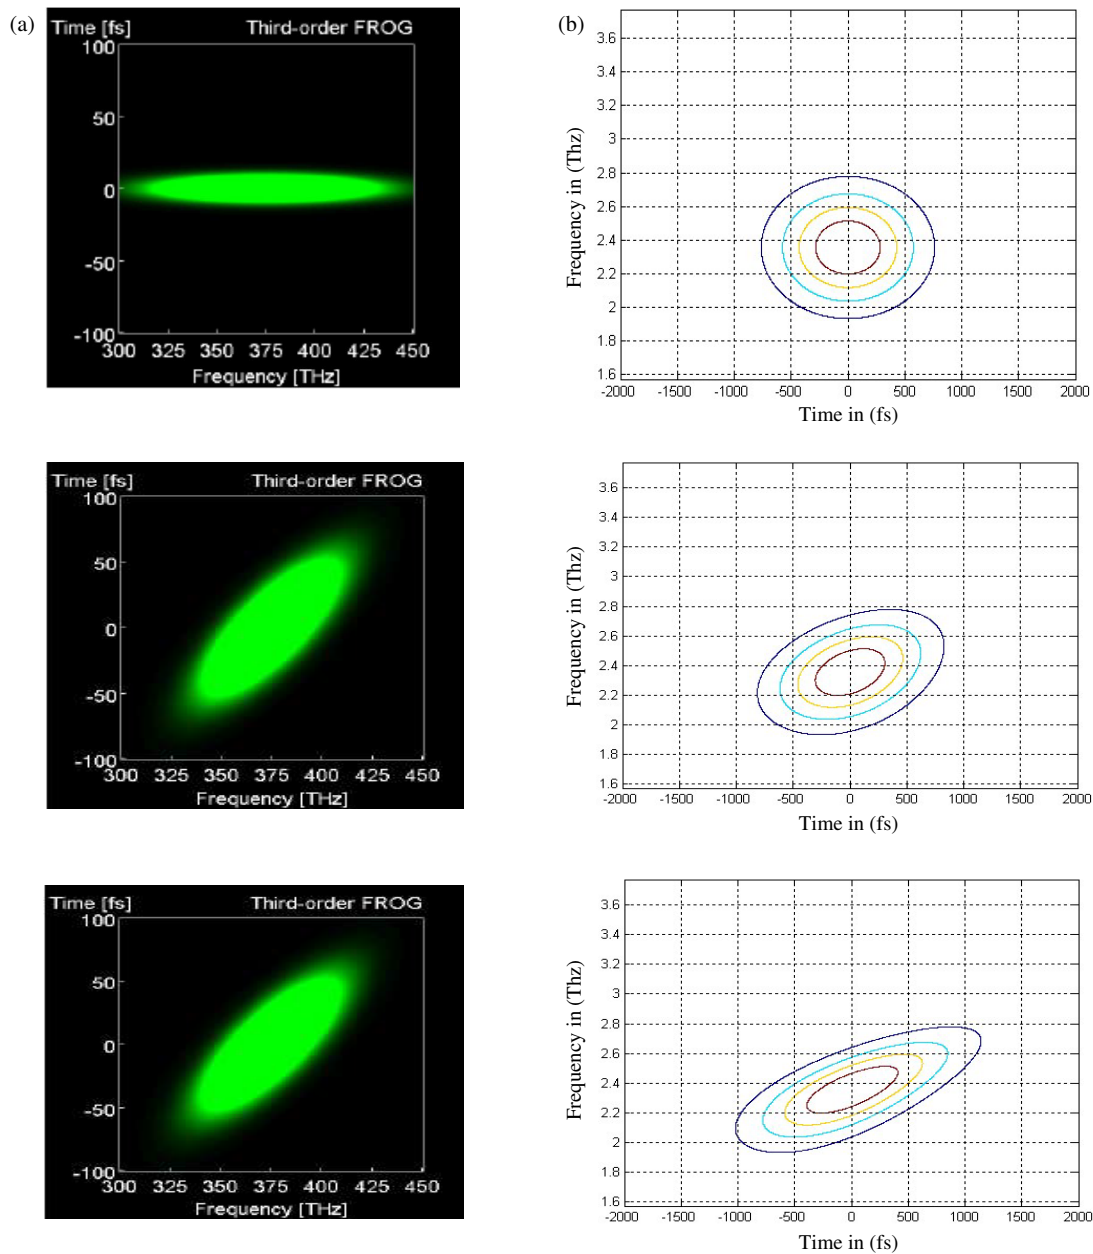 (a)
Time [fs] Third-order FROG
100
50
0
-50
-100
300 325 350 375 400 425 450
Frequency [THz]
(b)
3.6
3.4
3.2
3
2.8
2.6
2.4
2.2
2
1.8
1.6
-2000 -1500 -1000 -500 0 500 1000 1500 2000
Frequency in (Thz)
Time in (fs)
Time [fs] Third-order FROG
100
50
0
-50
-100
300 325 350 375 400 425 450
Frequency [THz]
3.6
3.4
3.2
3
2.8
2.6
2.4
2.2
2
1.8
1.6
-2000 -1500 -1000 -500 0 500 1000 1500 2000
Frequency in (Thz)
Time in (fs)
Time [fs] Third-order FROG
100
50
0
-50
-100
300 325 350 375 400 425 450
Frequency [THz]
3.6
3.4
3.2
3
2.8
2.6
2.4
2.2
2
1.8
1.6
-2000 -1500 -1000 -500 0 500 1000 1500 2000
Frequency in (Thz)
Time in (fs)